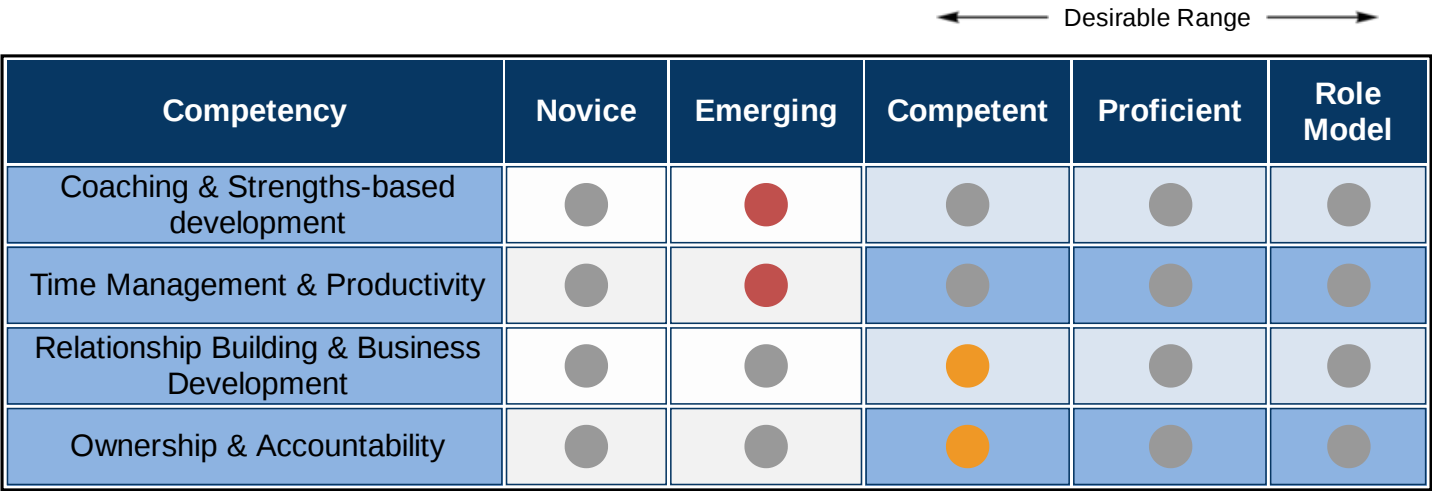 Desirable Range
Competency
Novice
Emerging
Competent
Proficient
Role
Model
Coaching & Strengths-based
development
Time Management & Productivity
Relationship Building & Business
Development
Ownership & Accountability